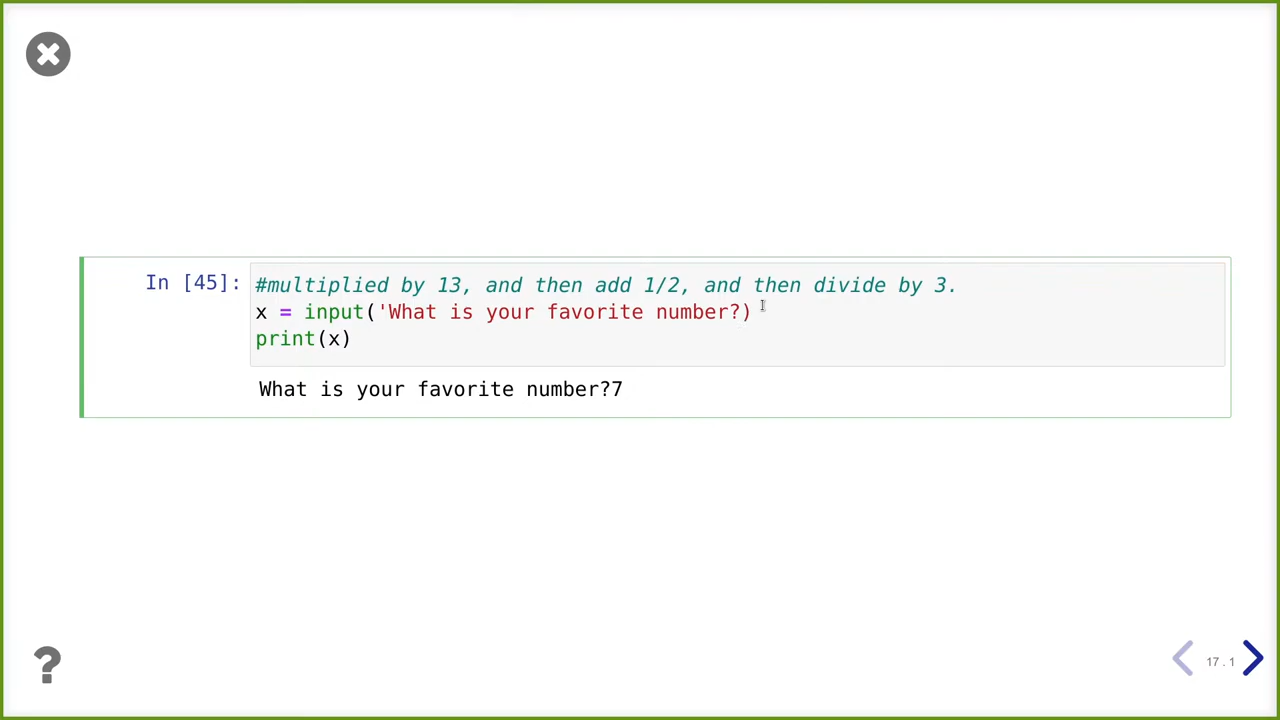 In [45]:
#multiplied by 13, and then add 1/2, and then divide by 3.
x = input('What is your favorite number?)
print(x)
What is your favorite number?7
?
17 . 1